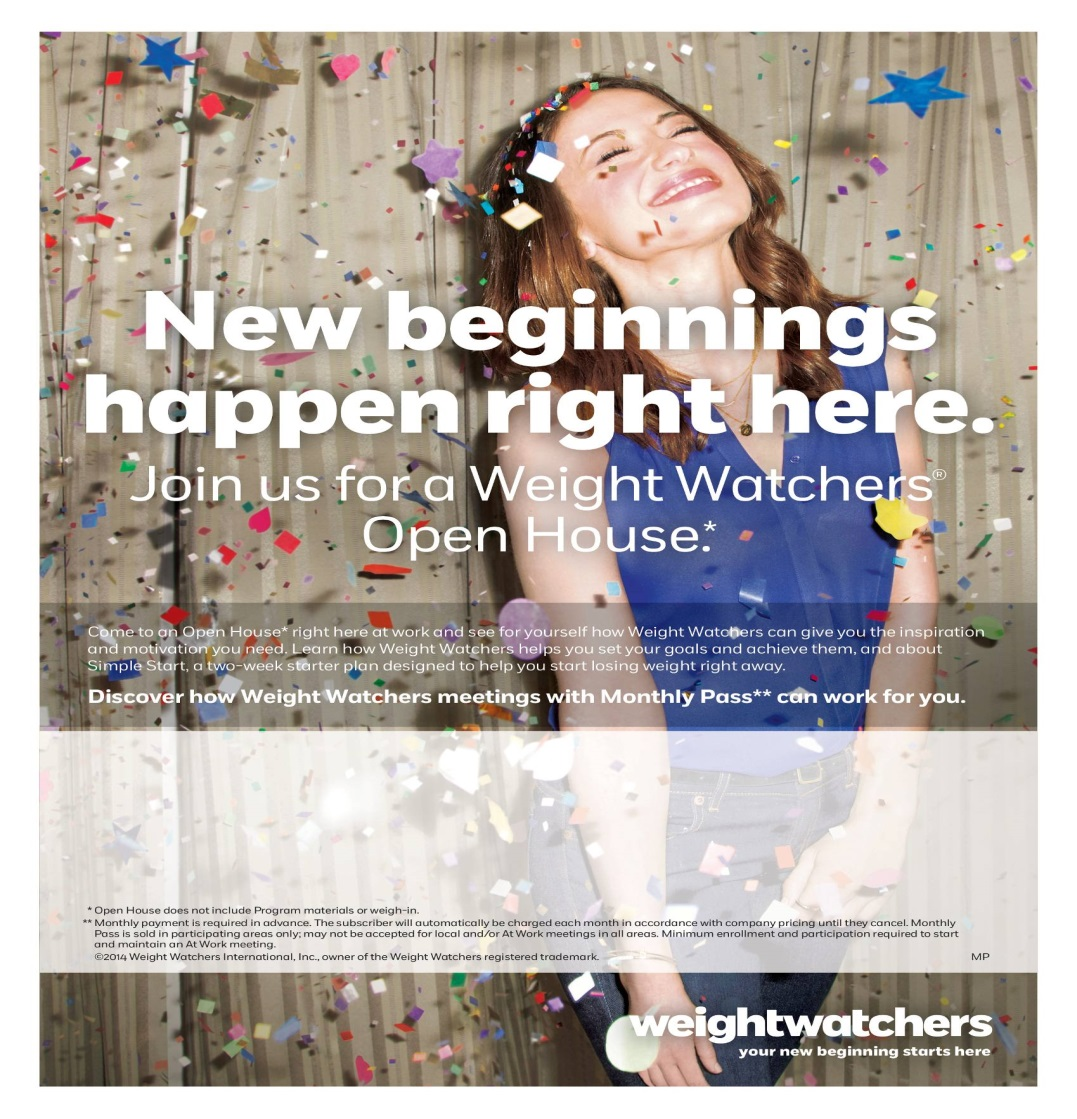 New beginnings
happen right here.
Join us for a Weight Watchers®
Open House.*
Come to an Open House* right here at work and see for yourself how Weight Watchers can give you the inspiration
and motivation you need. Learn how Weight Watchers helps you set your goals and achieve them, and about
Simple Start, a two-week starter plan designed to help you start losing weight right away.
Discover how Weight Watchers meetings with Monthly Pass** can work for you.
* Open House does not include Program materials or weigh-in.
** Monthly payment is required in advance. The subscriber will automatically be charged each month in accordance with company pricing until they cancel. Monthly
Pass is sold in participating areas only; may not be accepted for local and/or At Work meetings in all areas. Minimum enrollment and participation required to start
and maintain an At Work meeting.
©2014 Weight Watchers International, Inc., owner of the Weight Watchers registered trademark. MP
weightwatchers
your new beginning starts here